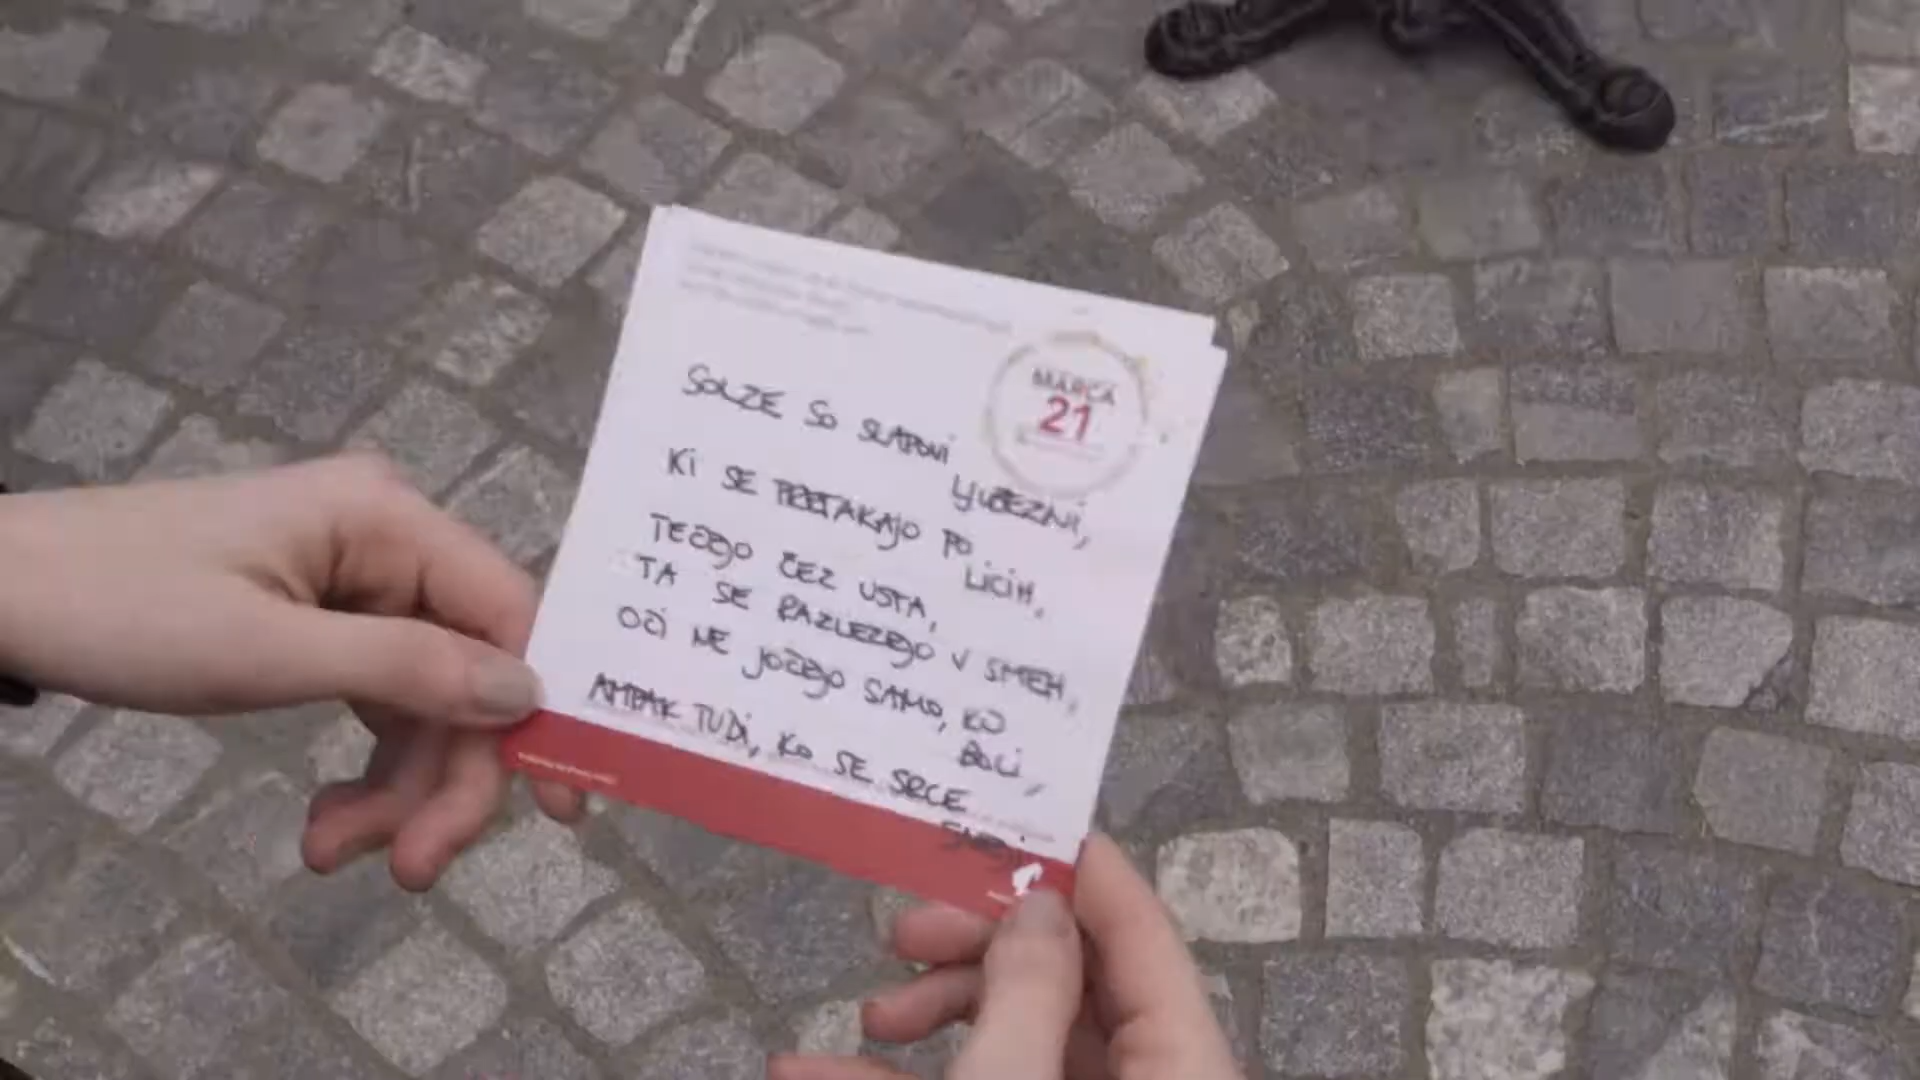 MARCA
21
SOLZE SO SLAPOVI
LJUBEZNI,
KI SE PRETAKAJO PO
LICIH,
TEČEJO ČEZ USTA,
TA SE RAZLEZEJO V SMEH,
OČI NE JOČEJO SAMO, KO
BOLI,
AMPAK TUDI, KO SE SRCE